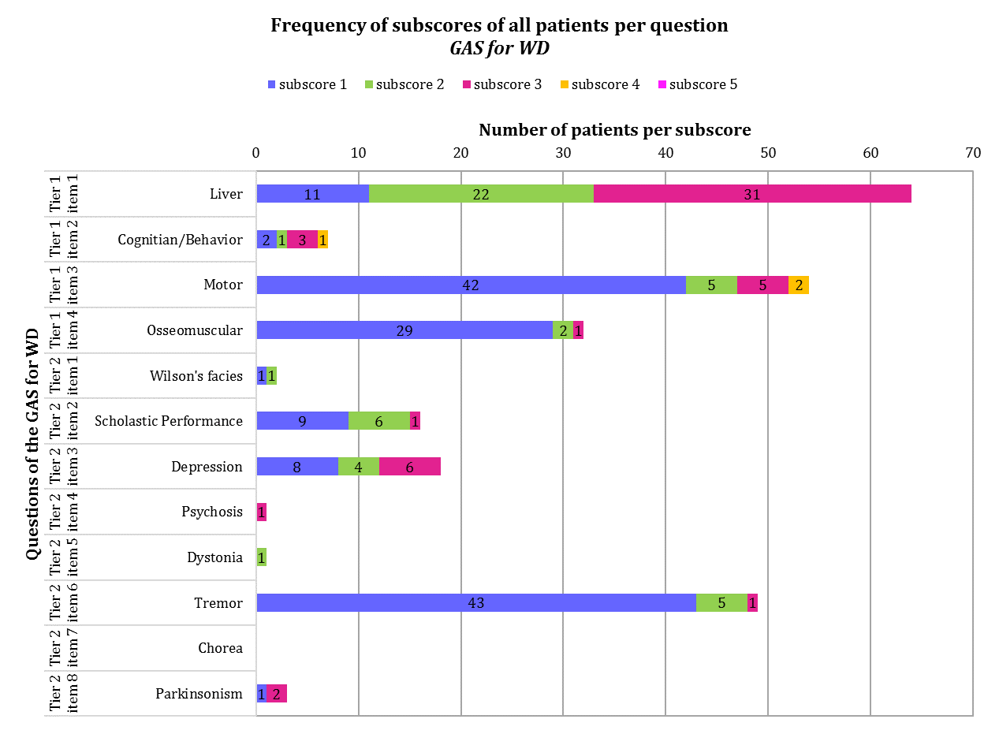 Frequency of subscores of all patients per question
GAS for WD
subscore 1 subscore 2 subscore 3 subscore 4 subscore 5
Number of patients per subscore
0 10 20 30 40 50 60 70
Questions of the GAS for WD
Tier 1
item 1
Liver 11 22 31
Tier 1
item 2
Cognitian/Behavior 2 1 3 1
Tier 1
item 3
Motor 42 5 5 2
Tier 1
item 4
Osseomuscular 29 2 1
Tier 2
item 1
Wilson's facies 1 1
Tier 2
item 2
Scholastic Performance 9 6 1
Tier 2
item 3
Depression 8 4 6
Tier 2
item 4
Psychosis 1
Tier 2
item 5
Dystonia 1
Tier 2
item 6
Tremor 43 5 1
Tier 2
item 7
Chorea
Tier 2
item 8
Parkinsonism 1 2